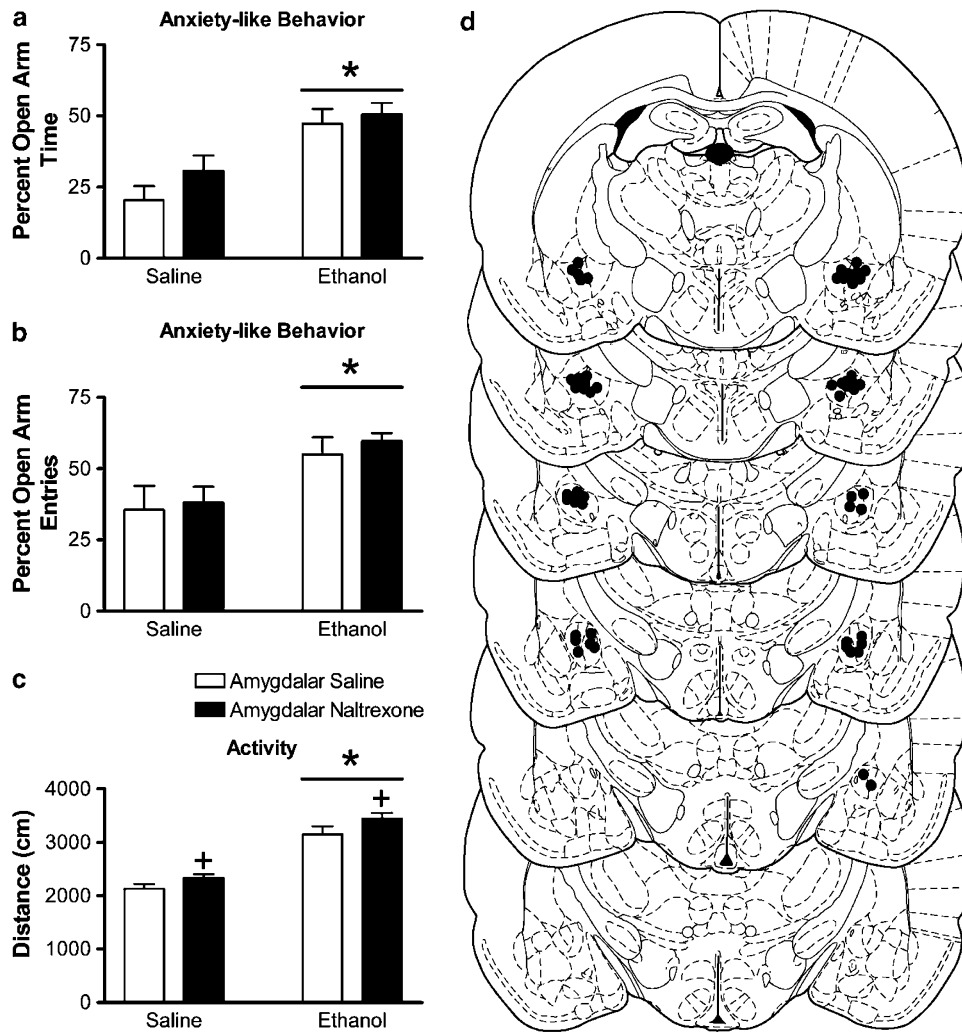 a
Anxiety-like Behavior
Percent Open Arm
Time
75
50
25
0
*
Saline
Ethanol
b
Anxiety-like Behavior
Percent Open Arm
Entries
75
50
25
0
*
Saline
Ethanol
c
Amygdalar Saline
Amygdalar Naltrexone
Activity
Distance (cm)
4000
3000
2000
1000
0
+
*
+
Saline
Ethanol
d